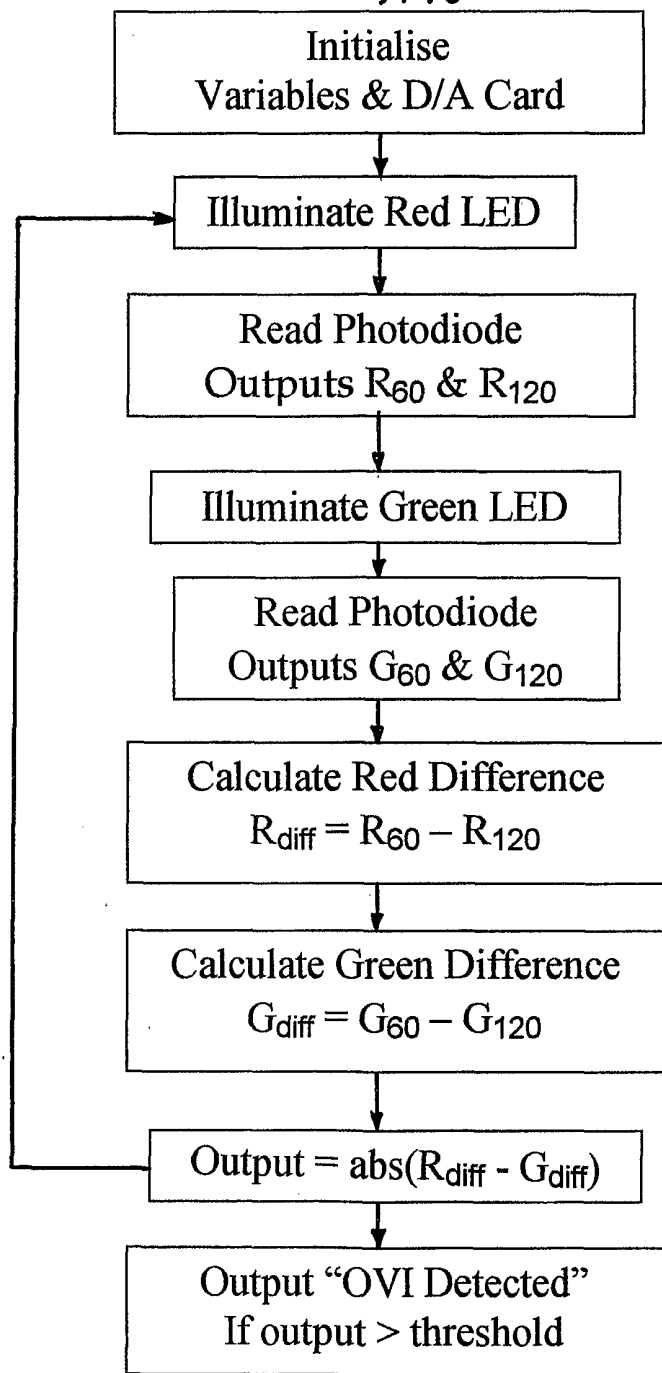 Initialise
Variables & D/A Card
Illuminate Red LED
Read Photodiode
Outputs R60 & R120
Illuminate Green LED
Read Photodiode
Outputs G60 & G120
Calculate Red Difference
Rdiff = R60 – R120
Calculate Green Difference
Gdiff = G60 – G120
Output = abs(Rdiff - Gdiff)
Output “OVI Detected”
If output > threshold